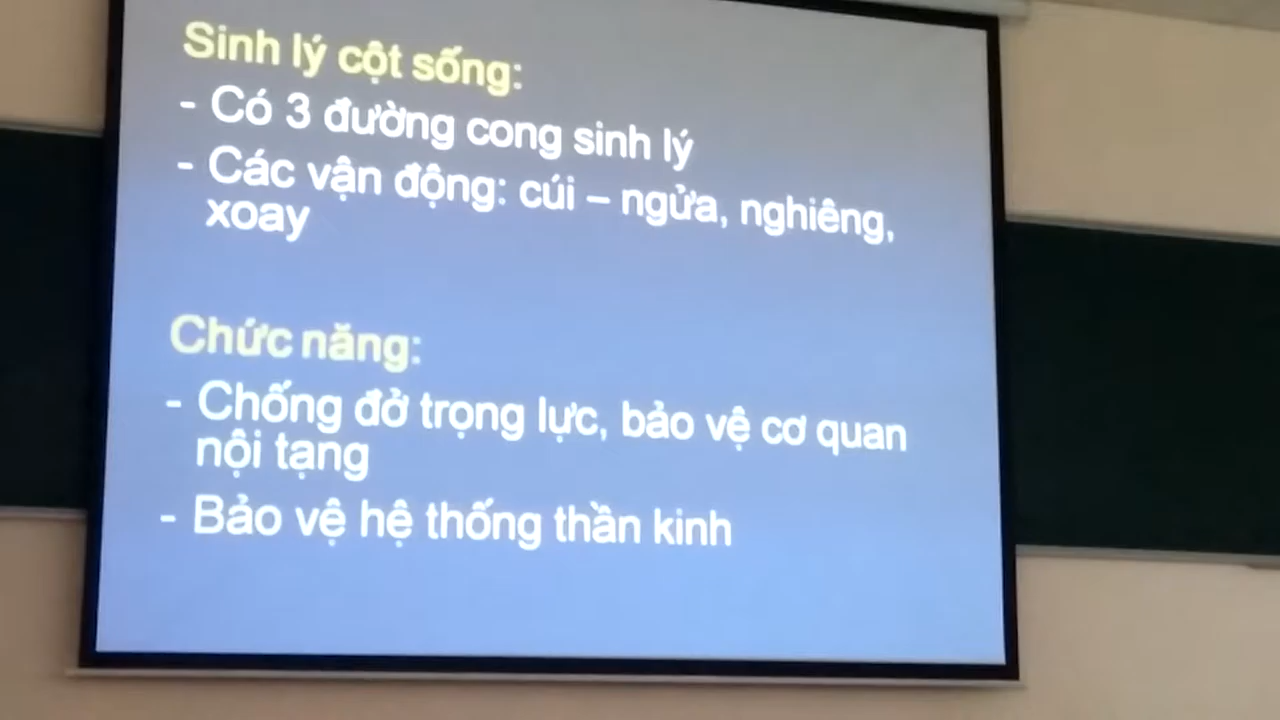 Sinh lý cột sống:
- Có 3 đường cong sinh lý
- Các vận động: cúi – ngửa, nghiêng,
xoay
Chức năng:
- Chống đở trọng lực, bảo vệ cơ quan
nội tạng
- Bảo vệ hệ thống thần kinh